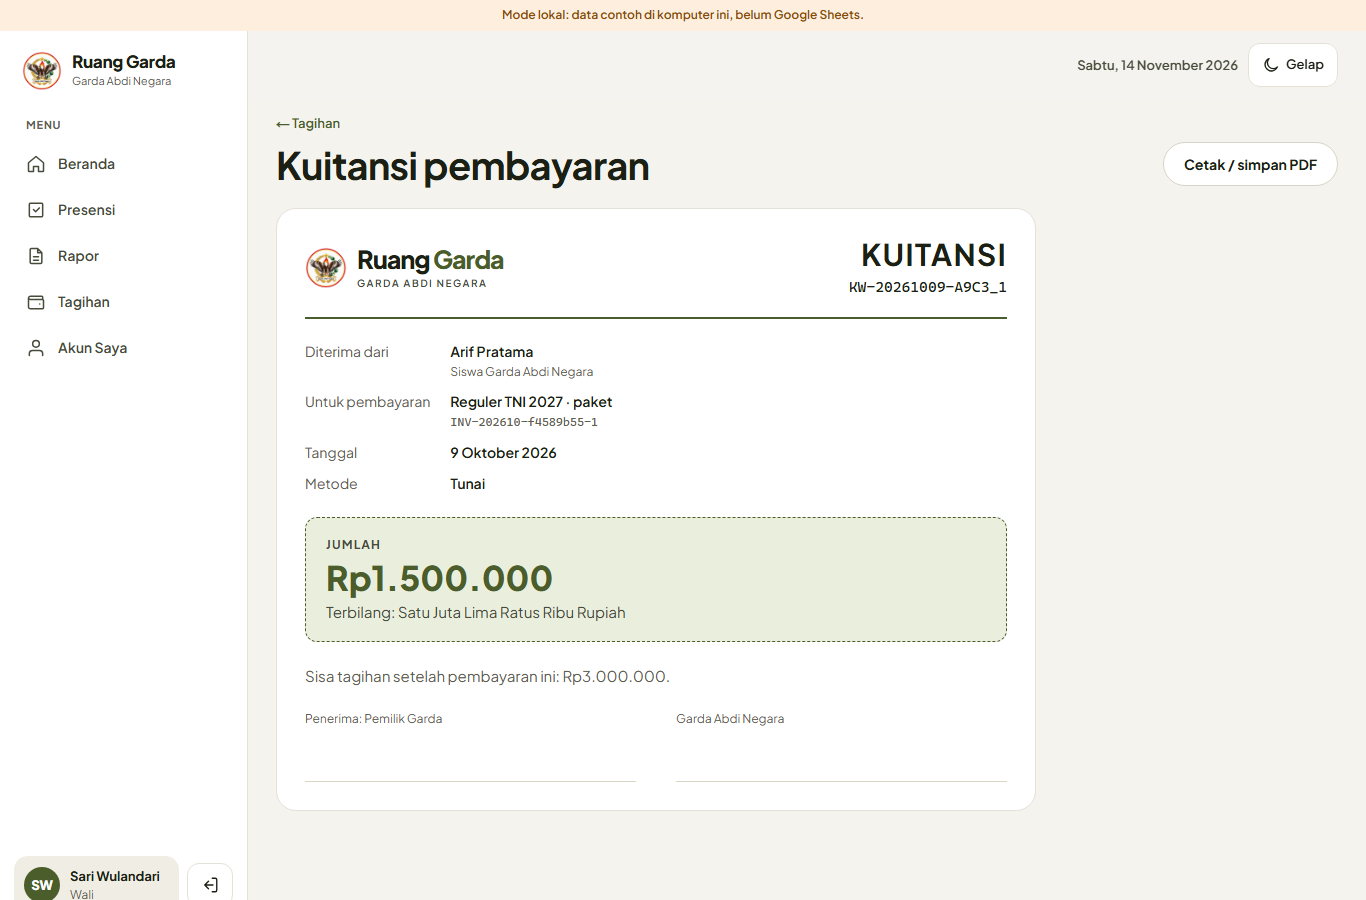 Mode lokal: data contoh di komputer ini, belum Google Sheets.
Ruang Garda
Garda Abdi Negara
MENU
Beranda
Presensi
Rapor
Tagihan
Akun Saya
SW
Sari Wulandari
Wali
Sabtu, 14 November 2026
Gelap
← Tagihan
Kuitansi pembayaran
Cetak / simpan PDF
Ruang Garda
GARDA ABDI NEGARA
KUITANSI
KW-20261009-A9C3_1
Diterima dari Arif Pratama
Siswa Garda Abdi Negara
Untuk pembayaran Reguler TNI 2027 · paket
INV-202610-f4589b55-1
Tanggal 9 Oktober 2026
Metode Tunai
JUMLAH
Rp1.500.000
Terbilang: Satu Juta Lima Ratus Ribu Rupiah
Sisa tagihan setelah pembayaran ini: Rp3.000.000.
Penerima: Pemilik Garda
Garda Abdi Negara